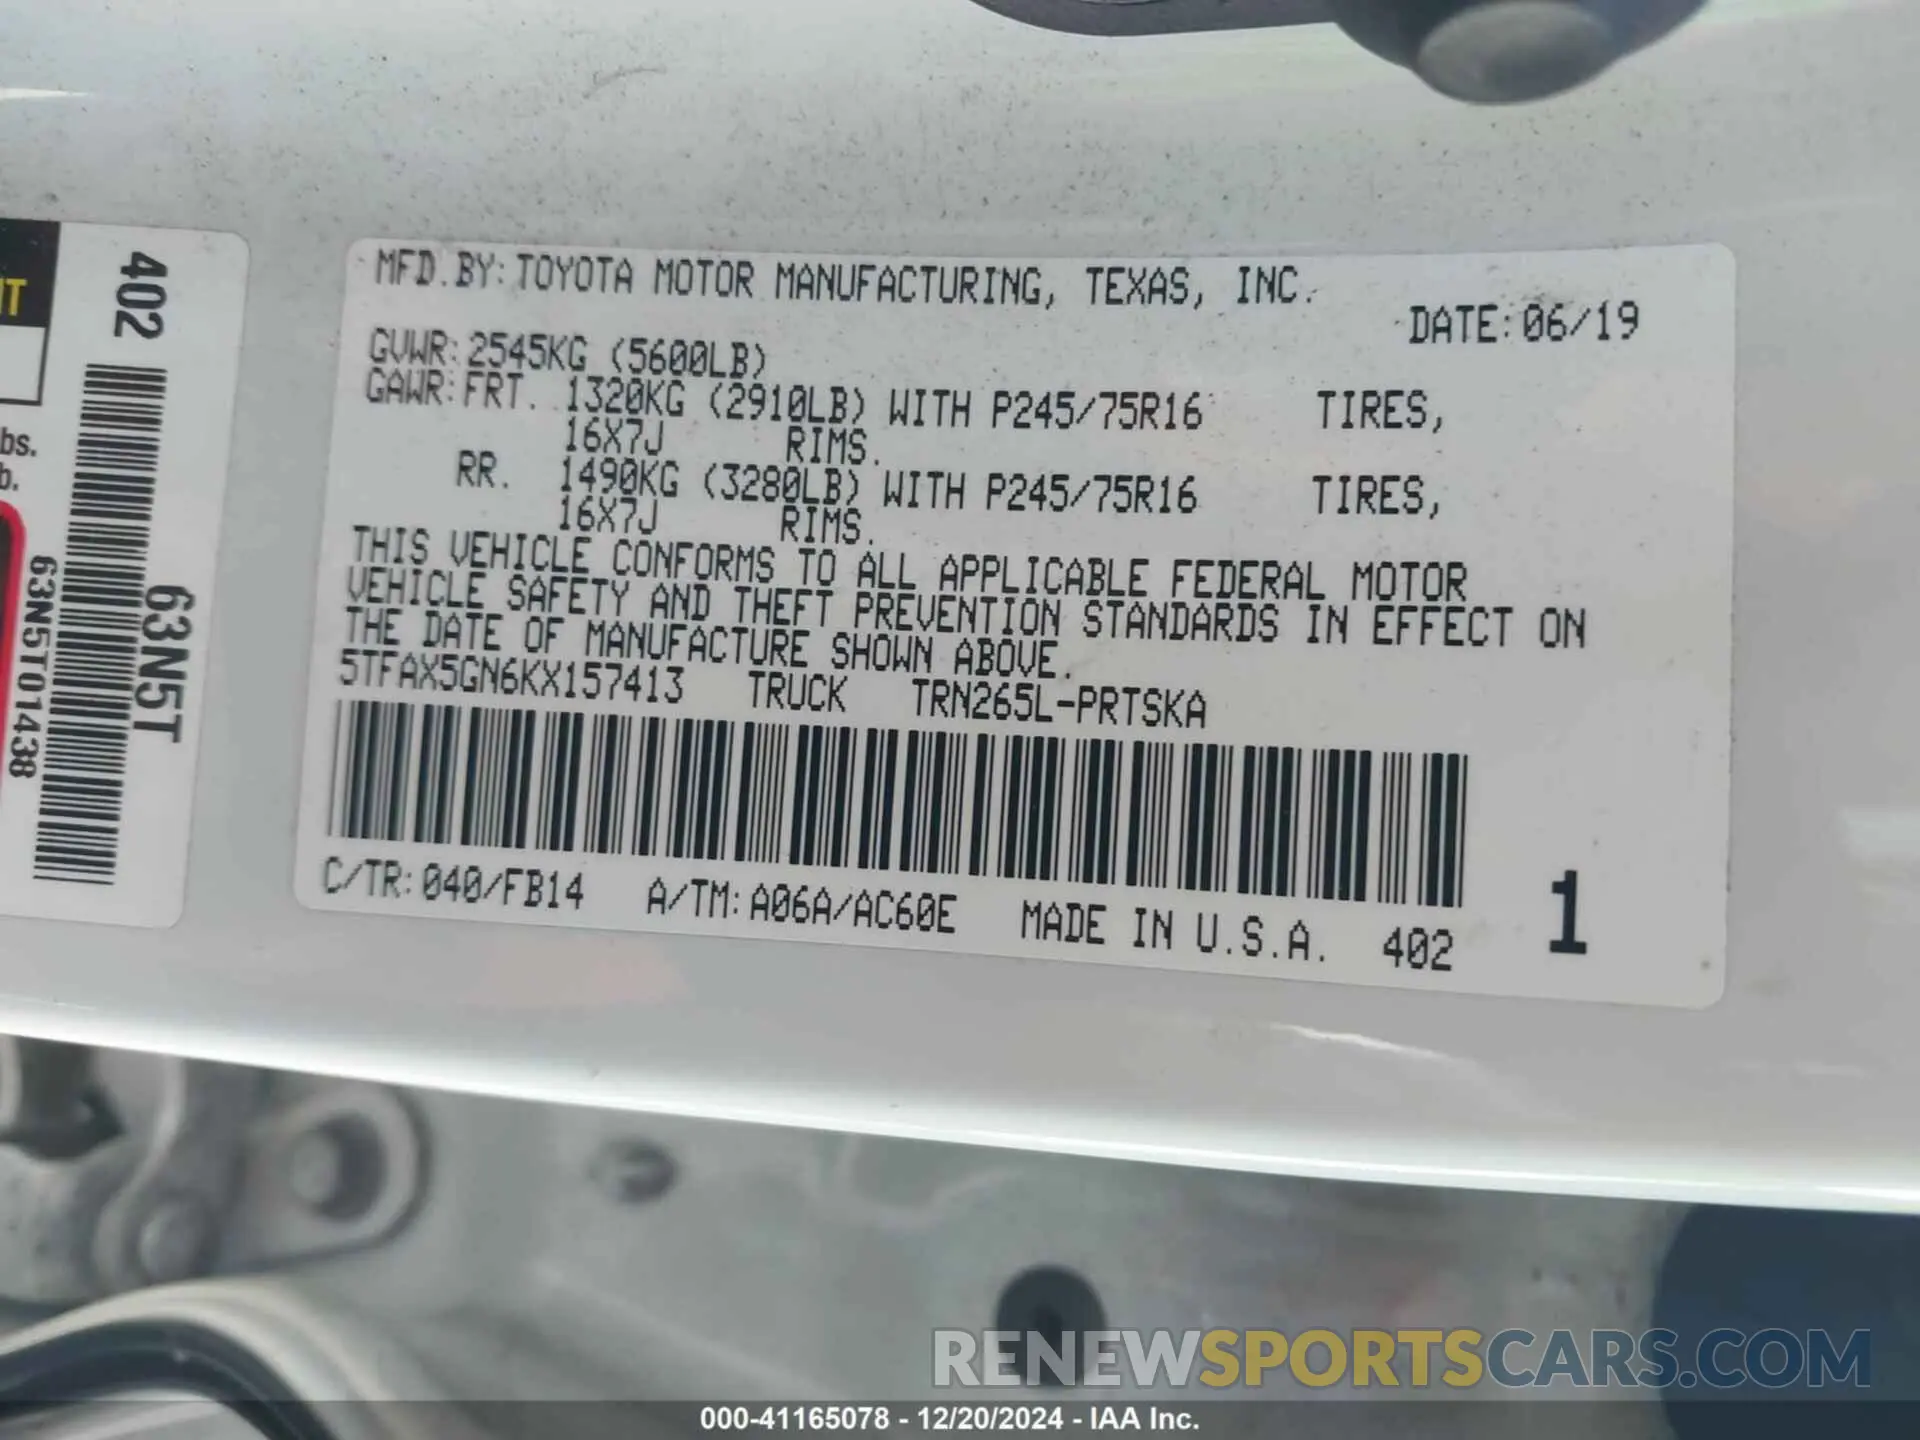 MFD.BY:TOYOTA MOTOR MANUFACTURING, TEXAS, INC.
DATE:06/19
GVWR:2545KG (5600LB)
GAWR:FRT. 1320KG (2910LB) WITH P245/75R16 TIRES,
16X7J RIMS.
RR. 1490KG (3280LB) WITH P245/75R16 TIRES,
16X7J RIMS.
THIS VEHICLE CONFORMS TO ALL APPLICABLE FEDERAL MOTOR
VEHICLE SAFETY AND THEFT PREVENTION STANDARDS IN EFFECT ON
THE DATE OF MANUFACTURE SHOWN ABOVE.
5TFAX5GN6KX157413 TRUCK TRN265L-PRTSKA
C/TR:040/FB14 A/TM:A06A/AC60E MADE IN U.S.A. 402
1
402
63N5T
63N5T01438
bs.
b.
RENEWSPORTSCARS.COM
000-41165078 - 12/20/2024 - IAA Inc.